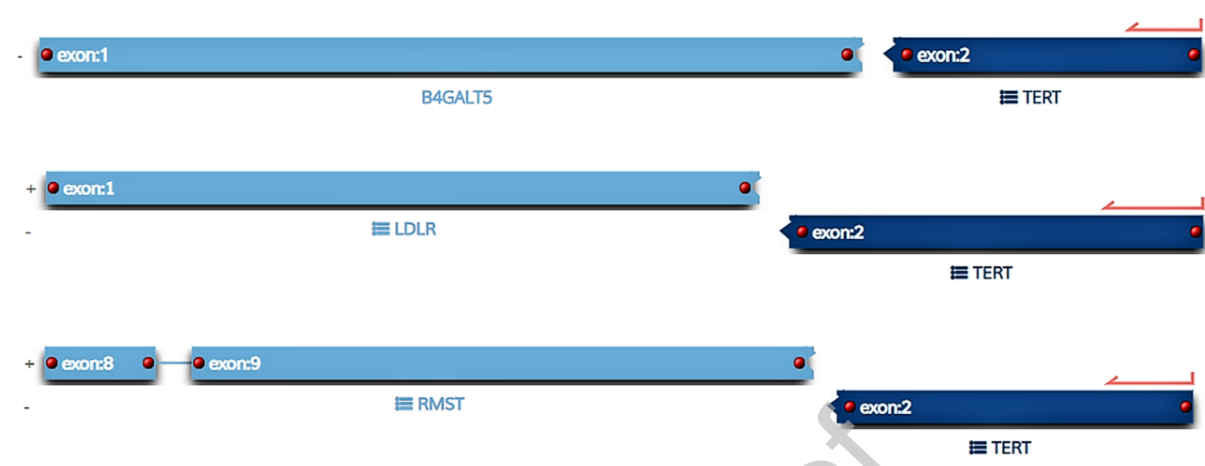 - exon:1 exon:2
B4GALT5 TERT
+ exon:1
- LDLR exon:2
TERT
+ exon:8 exon:9
- RMST exon:2
TERT